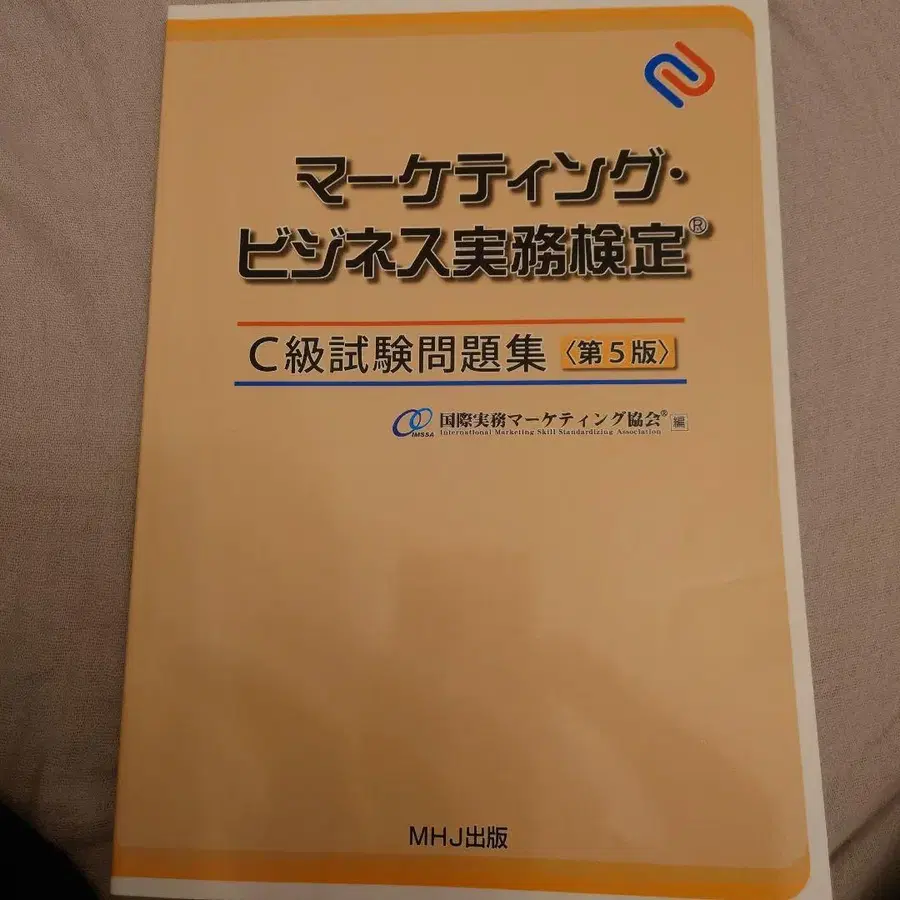 マーケティング・
ビジネス実務検定®
C級試験問題集〈第5版〉
IMSSA 国際実務マーケティング協会®編
International Marketing Skill Standardizing Association
MHJ出版